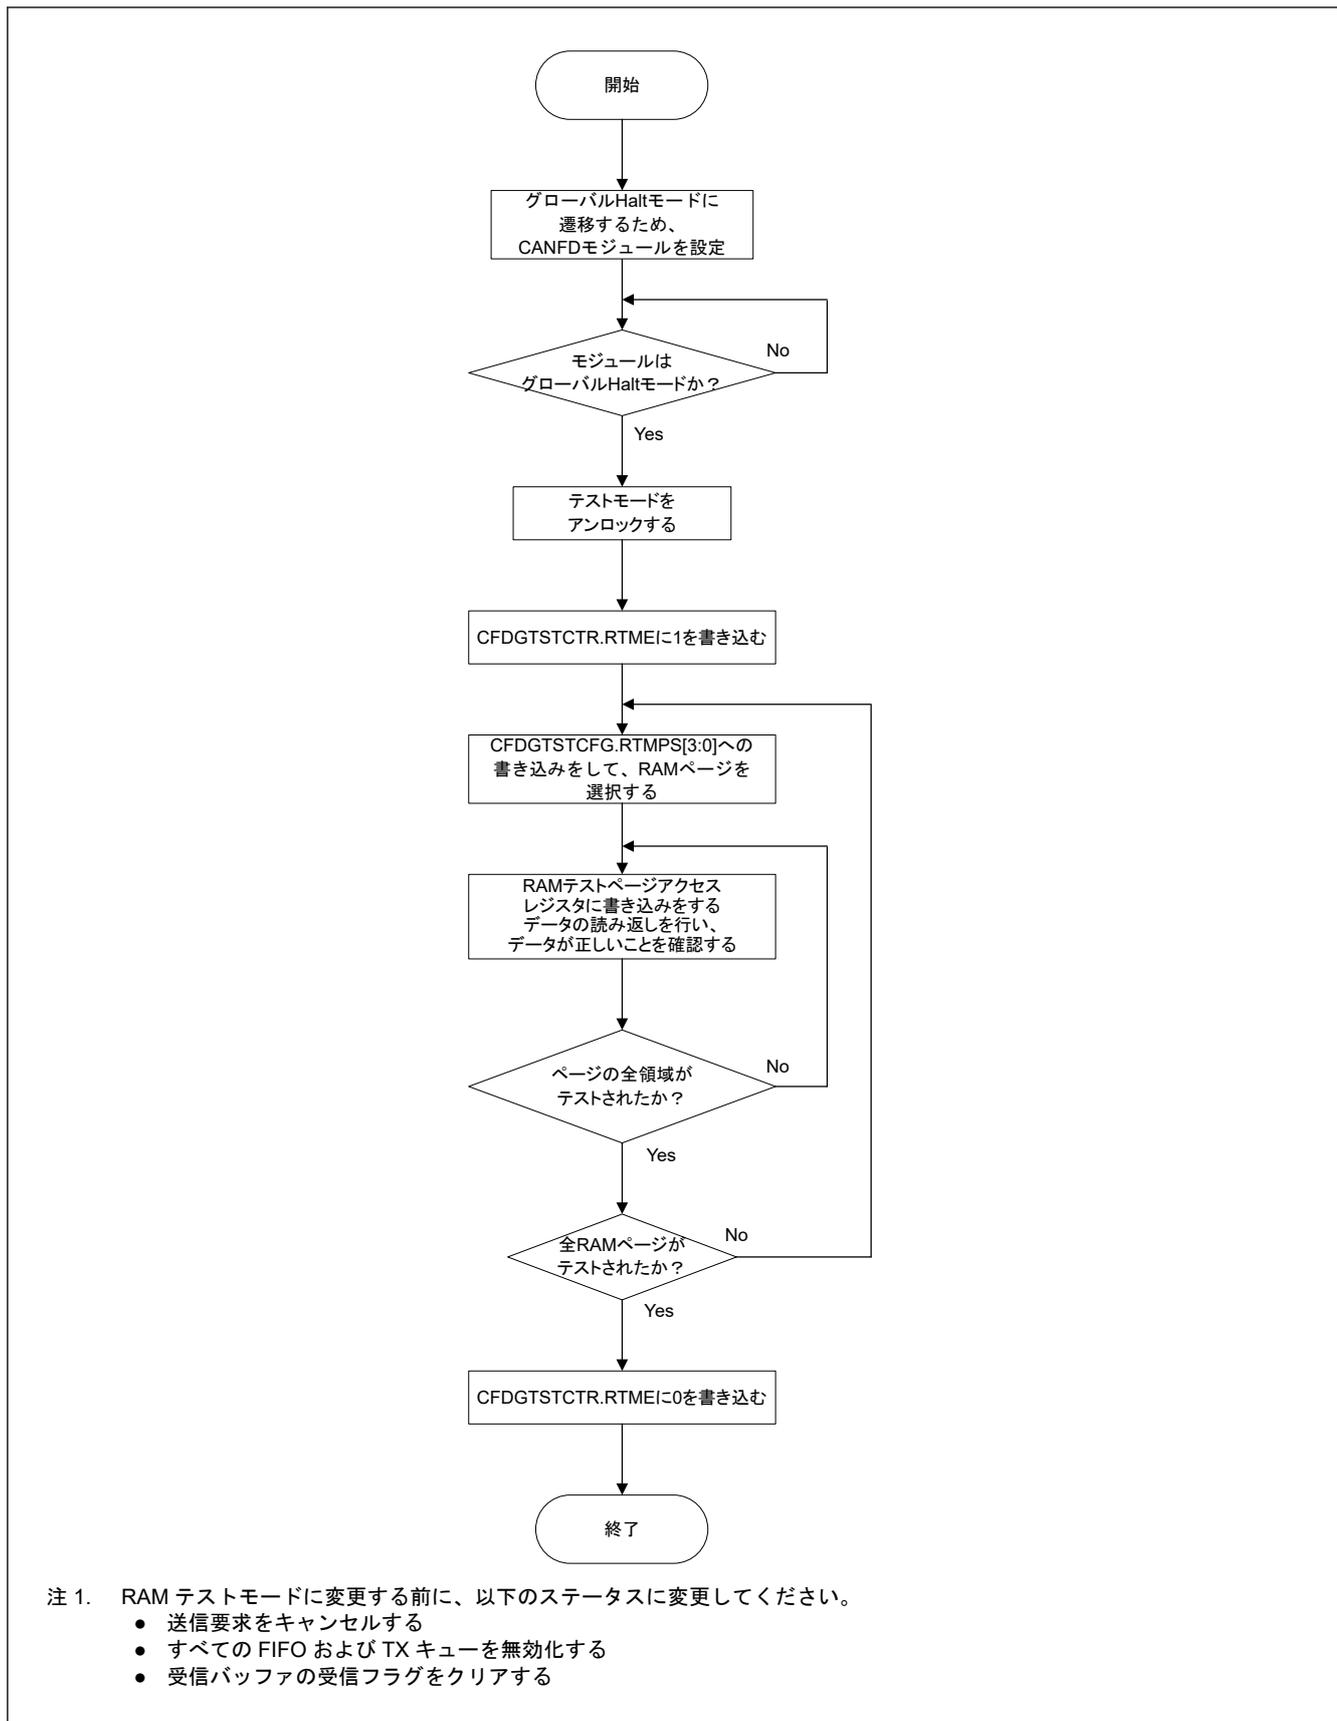 開始
グローバルHaltモードに
遷移するため、
CANFDモジュールを設定
モジュールは
グローバルHaltモードか？
No
Yes
テストモードを
アンロックする
CFDGTSTCTR.RTMEに1を書き込む
CFDGTSTCFG.RTMPS[3:0]への
書き込みをして、RAMページを
選択する
RAMテストページアクセス
レジスタに書き込みをする
データの読み返しを行い、
データが正しいことを確認する
ページの全領域が
テストされたか？
No
Yes
全RAMページが
テストされたか？
No
Yes
CFDGTSTCTR.RTMEに0を書き込む
終了
注 1. RAM テストモードに変更する前に、以下のステータスに変更してください。
● 送信要求をキャンセルする
● すべての FIFO および TX キューを無効化する
● 受信バッファの受信フラグをクリアする